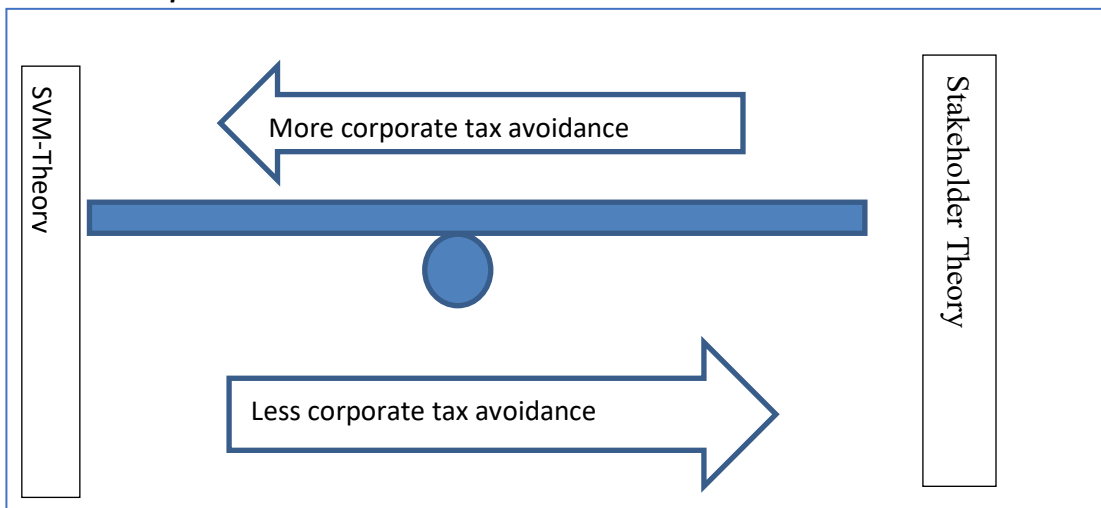 SVM-Theory
More corporate tax avoidance
Stakeholder Theory
Less corporate tax avoidance